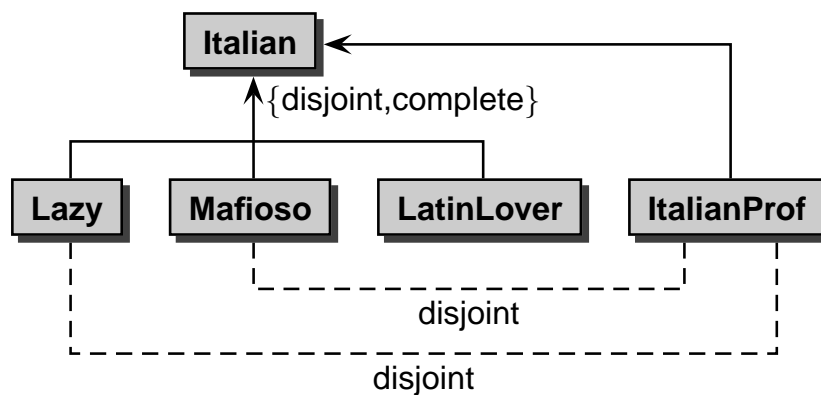 Italian
{disjoint,complete}
Lazy Mafioso LatinLover ItalianProf
disjoint
disjoint